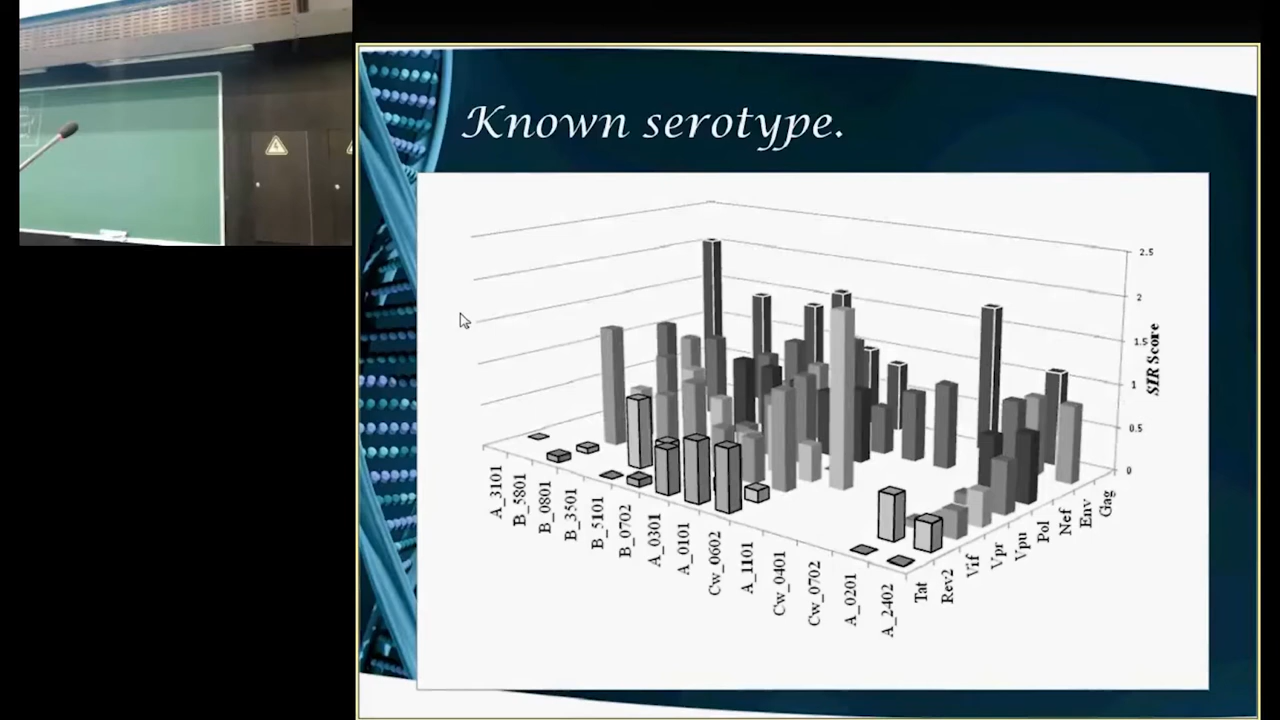 Known serotype.
2.5
2
1.5
1
0.5
0
SIR Score
A_3101
B_5801
B_0801
B_3501
B_5101
B_0702
A_0301
A_0101
Cw_0602
A_1101
Cw_0401
Cw_0702
A_0201
A_2402
Tat
Rev2
Vif
Vpr
Vpu
Pol
Nef
Env
Gag